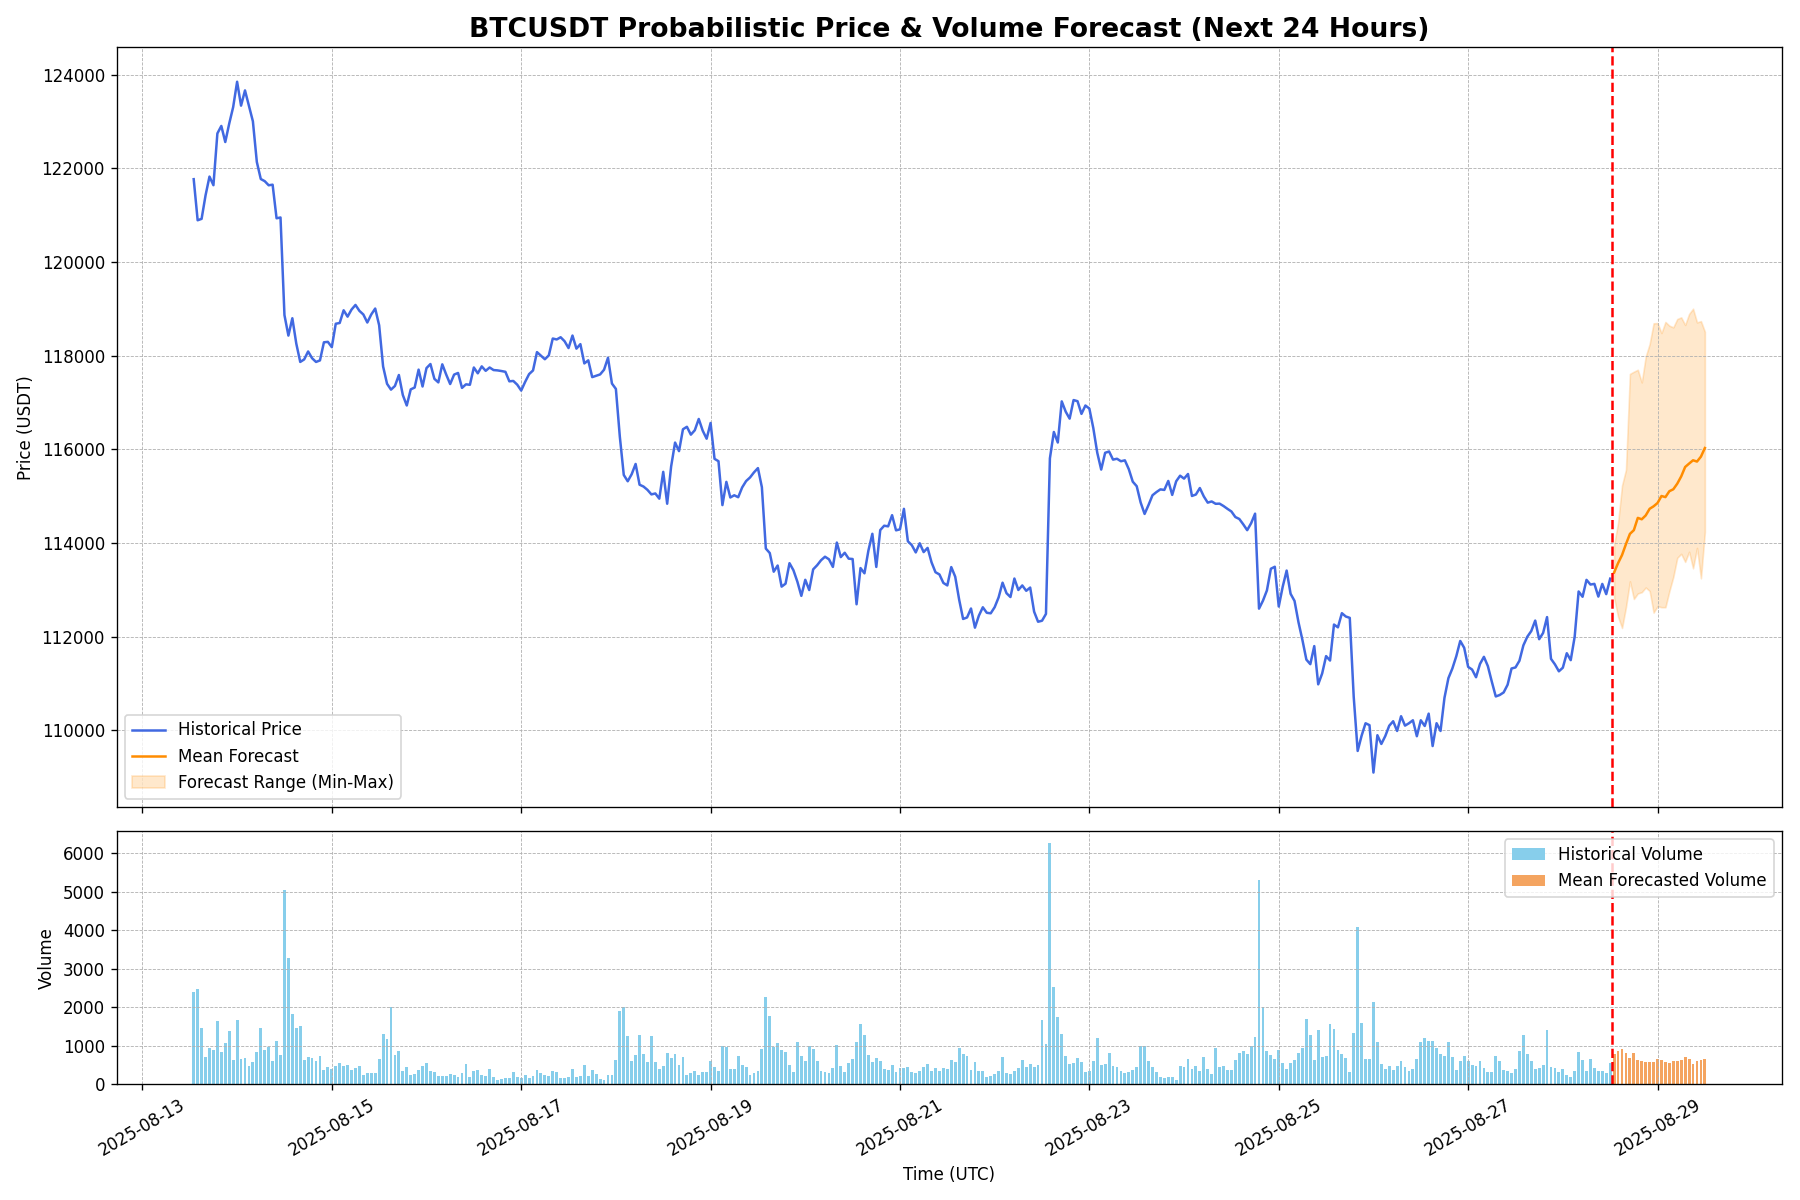 BTCUSDT Probabilistic Price & Volume Forecast (Next 24 Hours)
124000
122000
120000
118000
116000
114000
112000
110000
Price (USDT)
Historical Price
Mean Forecast
Forecast Range (Min-Max)
6000
5000
4000
3000
2000
1000
0
Volume
Historical Volume
Mean Forecasted Volume
2025-08-13
2025-08-15
2025-08-17
2025-08-19
2025-08-21
2025-08-23
2025-08-25
2025-08-27
2025-08-29
Time (UTC)